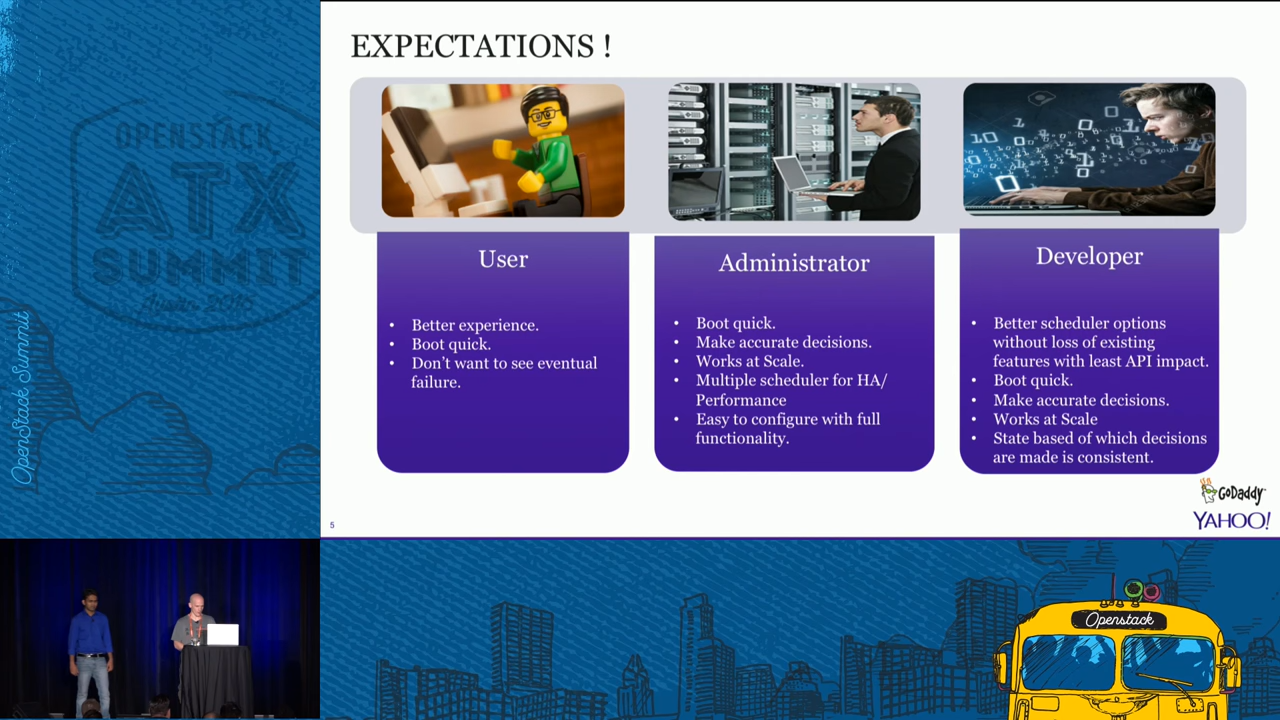 EXPECTATIONS !
OPENSTACK
ATX
SUMMIT
Austin 2016
OpenStack Summit
User
• Better experience.
• Boot quick.
• Don't want to see eventual
failure.
Administrator
• Boot quick.
• Make accurate decisions.
• Works at Scale.
• Multiple scheduler for HA/
Performance
• Easy to configure with full
functionality.
Developer
• Better scheduler options
without loss of existing
features with least API impact.
• Boot quick.
• Make accurate decisions.
• Works at Scale
• State based of which decisions
are made is consistent.
GoDaddy
YAHOO!
5
Openstack